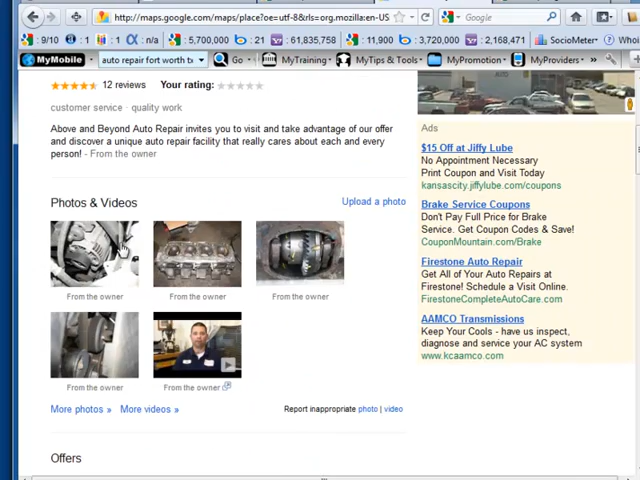 http://maps.google.com/maps/place?oe=utf-8&rls=org.mozilla:en-US
Google
: 9/10 : 1 : 1 : n/a : 5,700,000 : 21 : 61,835,758 : 11,900 : 3,720,000 : 2,168,471 SocioMeter
MyMobile auto repair fort worth tx Go MyTraining MyTips & Tools MyPromotion MyProviders »
12 reviews Your rating:
customer service · quality work
Above and Beyond Auto Repair invites you to visit and take advantage of our offer
and discover a unique auto repair facility that really cares about each and every
person! - From the owner
Photos & Videos Upload a photo
From the owner From the owner From the owner
From the owner From the owner
More photos » More videos » Report inappropriate photo | video
Offers
AUTO
Ads
$15 Off at Jiffy Lube
No Appointment Necessary
Print Coupon and Visit Today
kansascity.jiffylube.com/coupons
Brake Service Coupons
Don't Pay Full Price for Brake
Service. Get Coupon Codes & Save!
CouponMountain.com/Brake
Firestone Auto Repair
Get All of Your Auto Repairs at
Firestone! Schedule a Visit Online.
FirestoneCompleteAutoCare.com
AAMCO Transmissions
Keep Your Cools - have us inspect,
diagnose and service your AC system
www.kcaamco.com